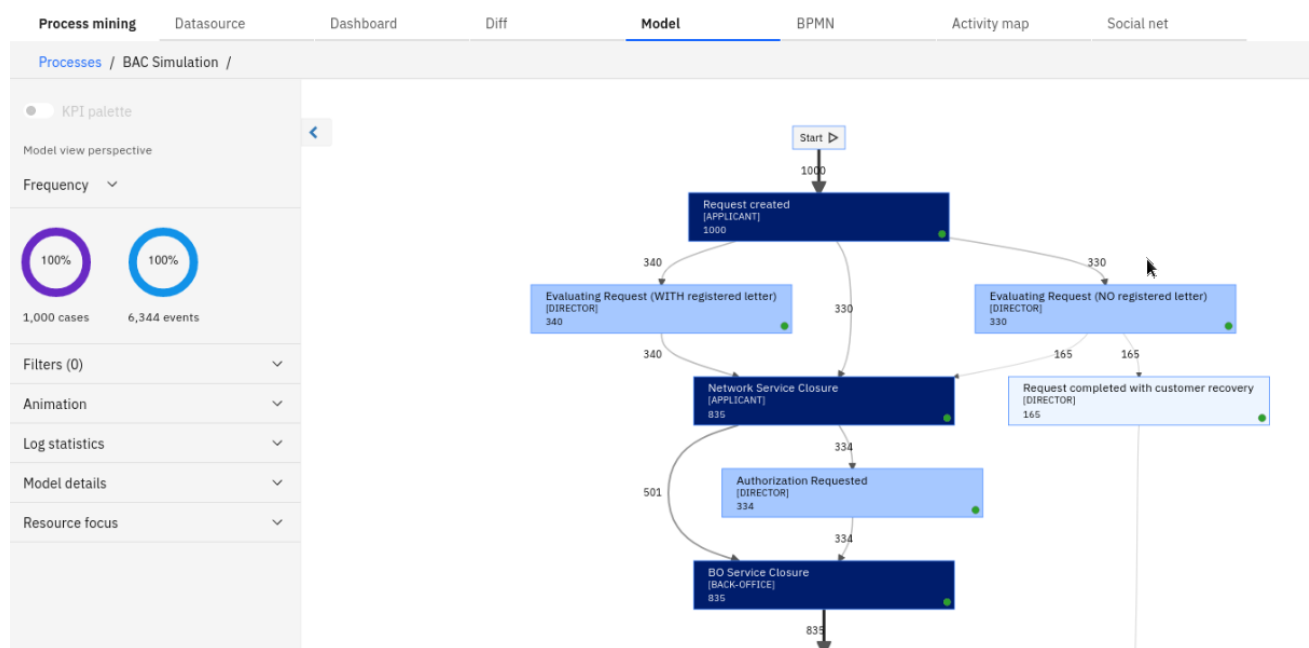 Process mining
Datasource
Dashboard
Diff
Model
BPMN
Activity map
Social net
Processes / BAC Simulation /
KPI palette
Model view perspective
Frequency
100%
100%
1,000 cases
6,344 events
Filters (0)
Animation
Log statistics
Model details
Resource focus
Start
1000
Request created
[APPLICANT]
1000
340
330
330
Evaluating Request (WITH registered letter)
[DIRECTOR]
340
Evaluating Request (NO registered letter)
[DIRECTOR]
330
340
165
165
Network Service Closure
[APPLICANT]
835
Request completed with customer recovery
[DIRECTOR]
165
334
501
Authorization Requested
[DIRECTOR]
334
334
BO Service Closure
[BACK-OFFICE]
835
835